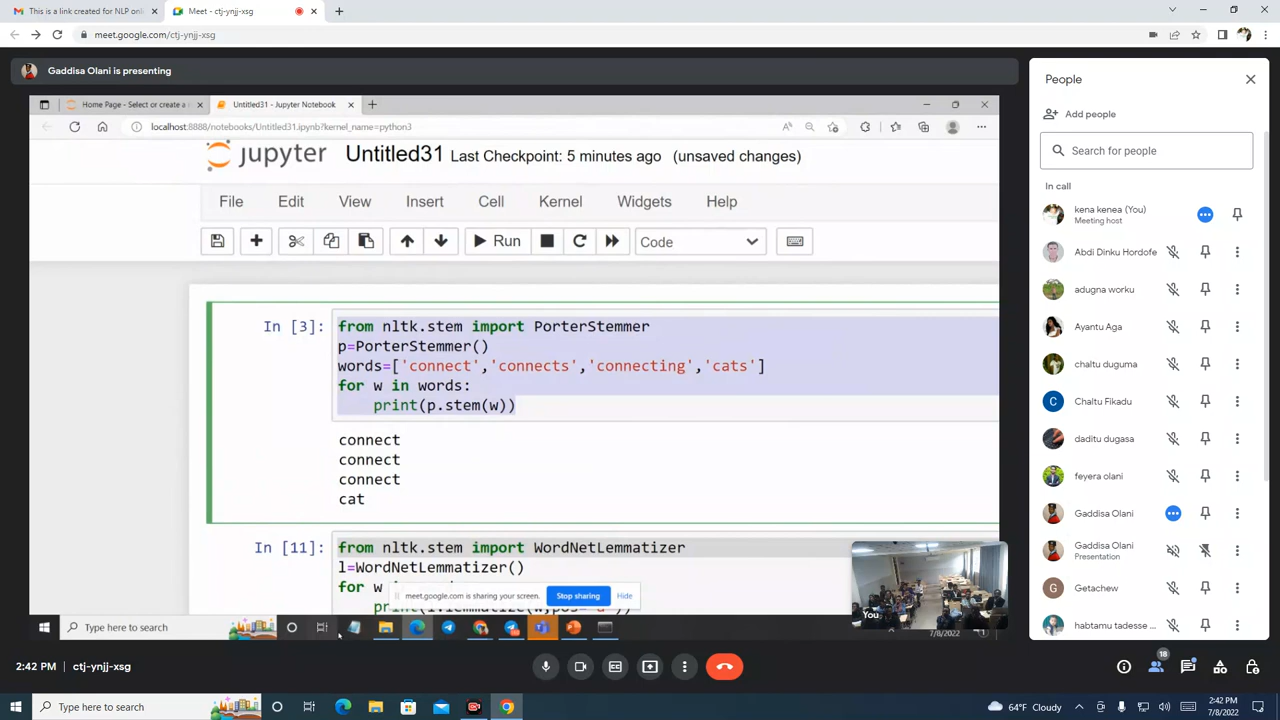 This is a link created for NLP onli
Meet - ctj-ynjj-xsg
meet.google.com/ctj-ynjj-xsg
Gaddisa Olani is presenting
Home Page - Select or create a
Untitled31 - Jupyter Notebook
localhost:8888/notebooks/Untitled31.ipynb?kernel_name=python3
jupyter Untitled31 Last Checkpoint: 5 minutes ago (unsaved changes)
File Edit View Insert Cell Kernel Widgets Help
Run Code
In [3]: from nltk.stem import PorterStemmer
p=PorterStemmer()
words=['connect','connects','connecting','cats']
for w in words:
print(p.stem(w))
connect
connect
connect
cat
In [11]: from nltk.stem import WordNetLemmatizer
l=WordNetLemmatizer()
for w
meet.google.com is sharing your screen. Stop sharing Hide
You
Type here to search
7/8/2022
People
Add people
Search for people
In call
kena kenea (You)
Meeting host
Abdi Dinku Hordofe
adugna worku
Ayantu Aga
chaltu duguma
C
Chaltu Fikadu
daditu dugasa
feyera olani
Gaddisa Olani
Gaddisa Olani
Presentation
G
Getachew
habtamu tadesse ...
2:42 PM ctj-ynjj-xsg
18
Type here to search
64°F Cloudy
2:42 PM
7/8/2022